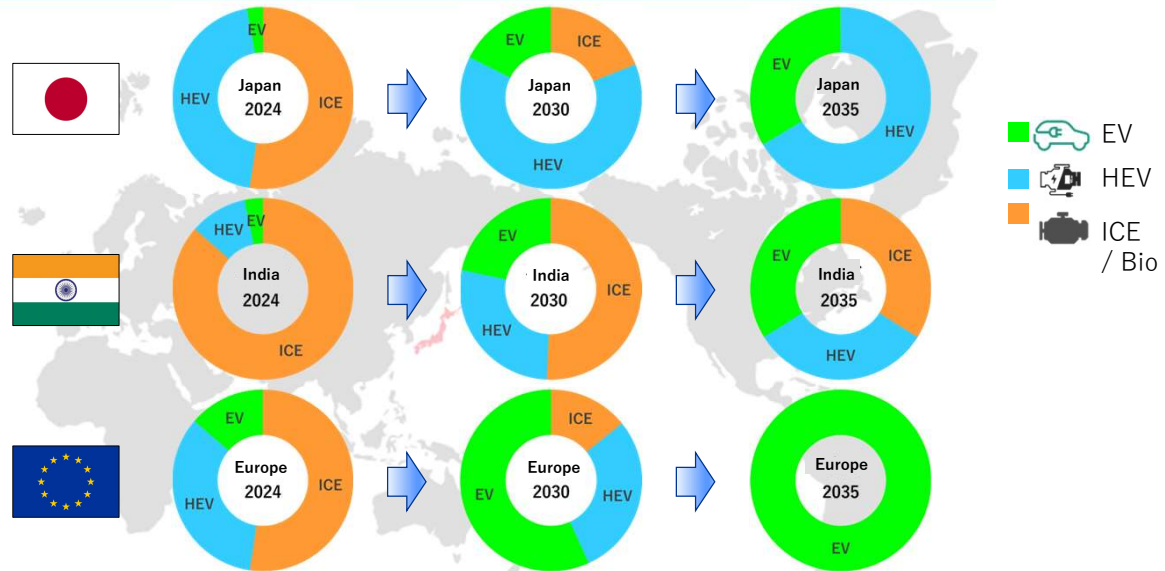 EV
HEV
ICE
Japan
2024
EV
ICE
HEV
Japan
2030
EV
HEV
Japan
2035
EV
HEV
ICE
/ Bio
HEV
EV
ICE
India
2024
EV
HEV
ICE
India
2030
EV
ICE
HEV
India
2035
EV
HEV
ICE
Europe
2024
ICE
EV
HEV
Europe
2030
Europe
2035
EV